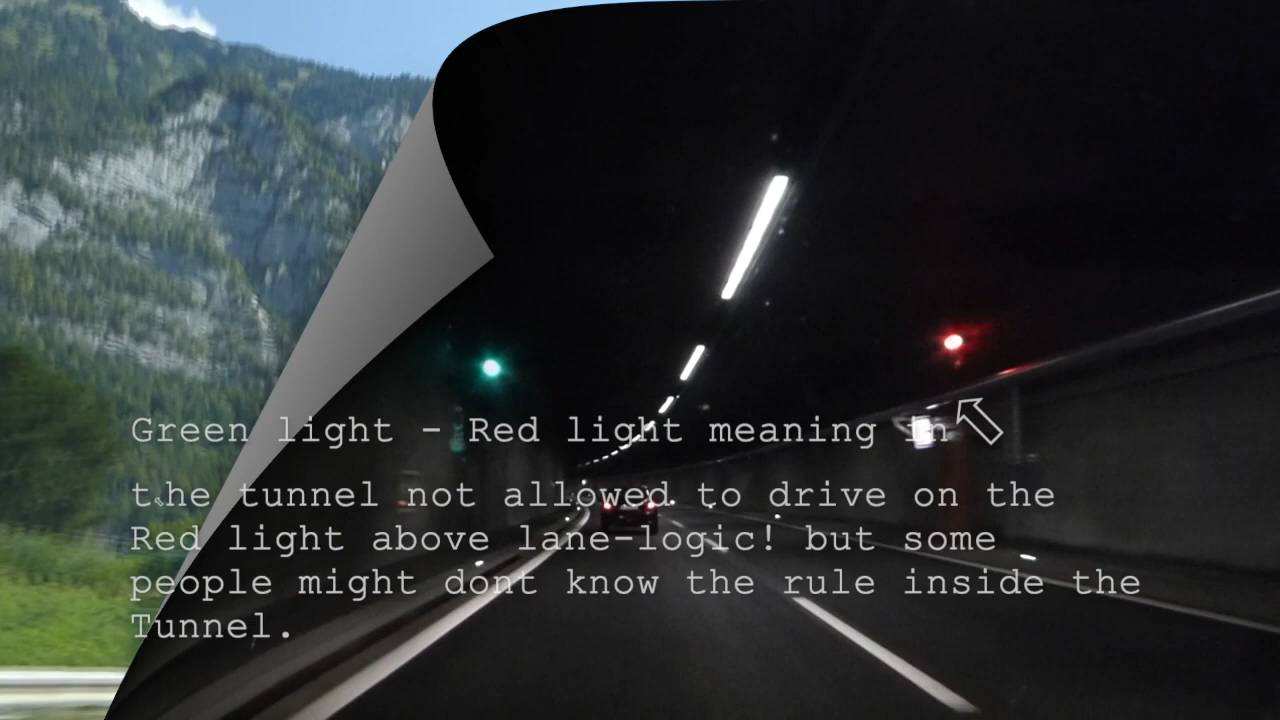 Green light - Red light meaning in
the tunnel not allowed to drive on the
Red light above lane-logic! but some
people might dont know the rule inside the
Tunnel.